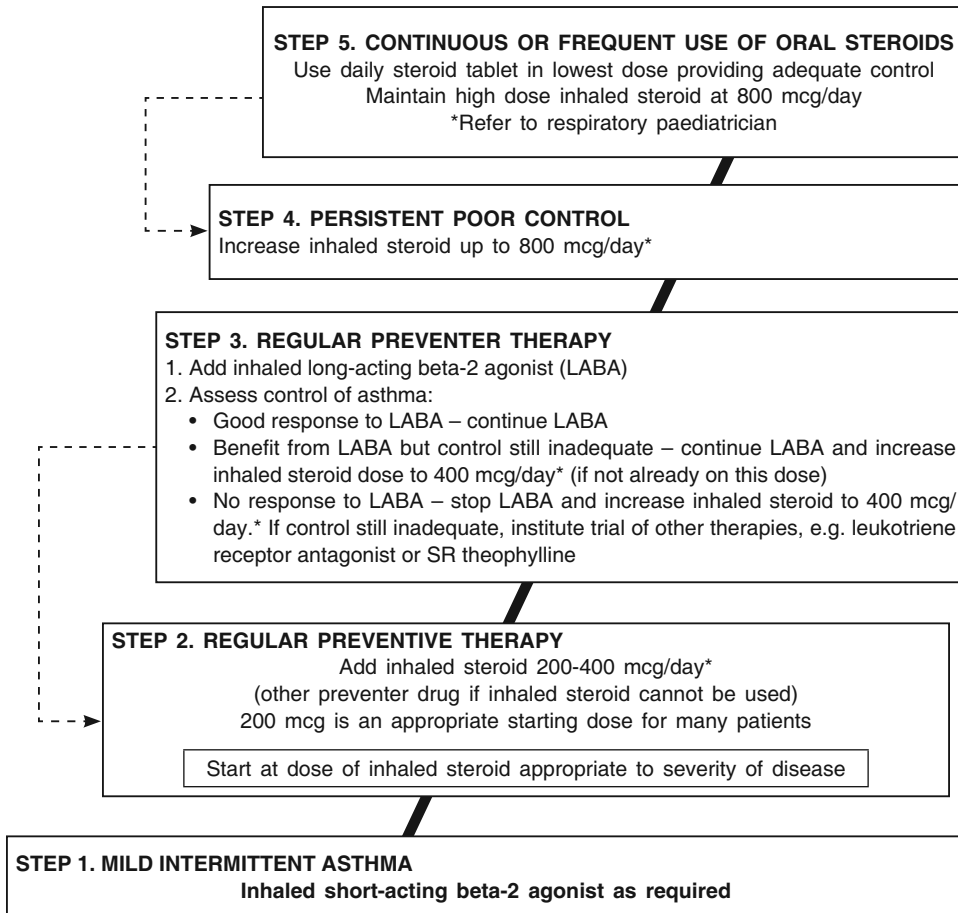 STEP 5. CONTINUOUS OR FREQUENT USE OF ORAL STEROIDS
Use daily steroid tablet in lowest dose providing adequate control
Maintain high dose inhaled steroid at 800 mcg/day
*Refer to respiratory paediatrician
STEP 4. PERSISTENT POOR CONTROL
Increase inhaled steroid up to 800 mcg/day*
STEP 3. REGULAR PREVENTER THERAPY
1. Add inhaled long-acting beta-2 agonist (LABA)
2. Assess control of asthma:
• Good response to LABA – continue LABA
• Benefit from LABA but control still inadequate – continue LABA and increase
inhaled steroid dose to 400 mcg/day* (if not already on this dose)
• No response to LABA – stop LABA and increase inhaled steroid to 400 mcg/
day.* If control still inadequate, institute trial of other therapies, e.g. leukotriene
receptor antagonist or SR theophylline
STEP 2. REGULAR PREVENTIVE THERAPY
Add inhaled steroid 200-400 mcg/day*
(other preventer drug if inhaled steroid cannot be used)
200 mcg is an appropriate starting dose for many patients
Start at dose of inhaled steroid appropriate to severity of disease
STEP 1. MILD INTERMITTENT ASTHMA
Inhaled short-acting beta-2 agonist as required